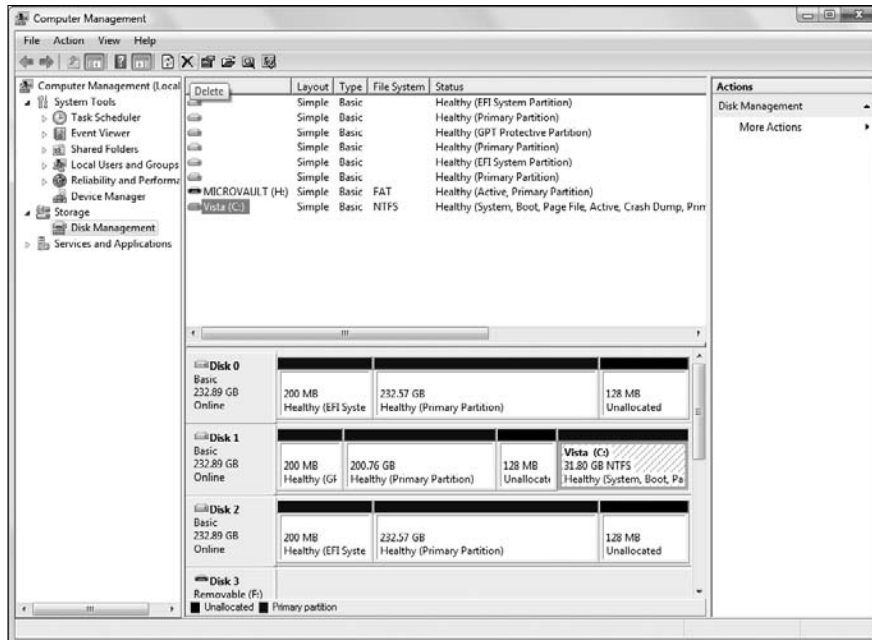 Computer Management
File Action View Help
Computer Management (Local
System Tools
Task Scheduler
Event Viewer
Shared Folders
Local Users and Groups
Reliability and Performa
Device Manager
Storage
Disk Management
Services and Applications
Delete
Layout Type File System Status
Simple Basic Healthy (EFI System Partition)
Simple Basic Healthy (Primary Partition)
Simple Basic Healthy (GPT Protective Partition)
Simple Basic Healthy (Primary Partition)
Simple Basic Healthy (EFI System Partition)
Simple Basic Healthy (Primary Partition)
MICROVAULT (H:) Simple Basic FAT Healthy (Active, Primary Partition)
Vista (C:) Simple Basic NTFS Healthy (System, Boot, Page File, Active, Crash Dump, Prim
Actions
Disk Management
More Actions
Disk 0
Basic
232.89 GB
Online
200 MB
Healthy (EFI Syste
232.57 GB
Healthy (Primary Partition)
128 MB
Unallocated
Disk 1
Basic
232.89 GB
Online
200 MB
Healthy (GF
200.76 GB
Healthy (Primary Partition)
128 MB
Unallocate
Vista (C:)
31.80 GB NTFS
Healthy (System, Boot, Pa
Disk 2
Basic
232.89 GB
Online
200 MB
Healthy (EFI Syste
232.57 GB
Healthy (Primary Partition)
128 MB
Unallocated
Disk 3
Removable (F:)
Unallocated Primary partition